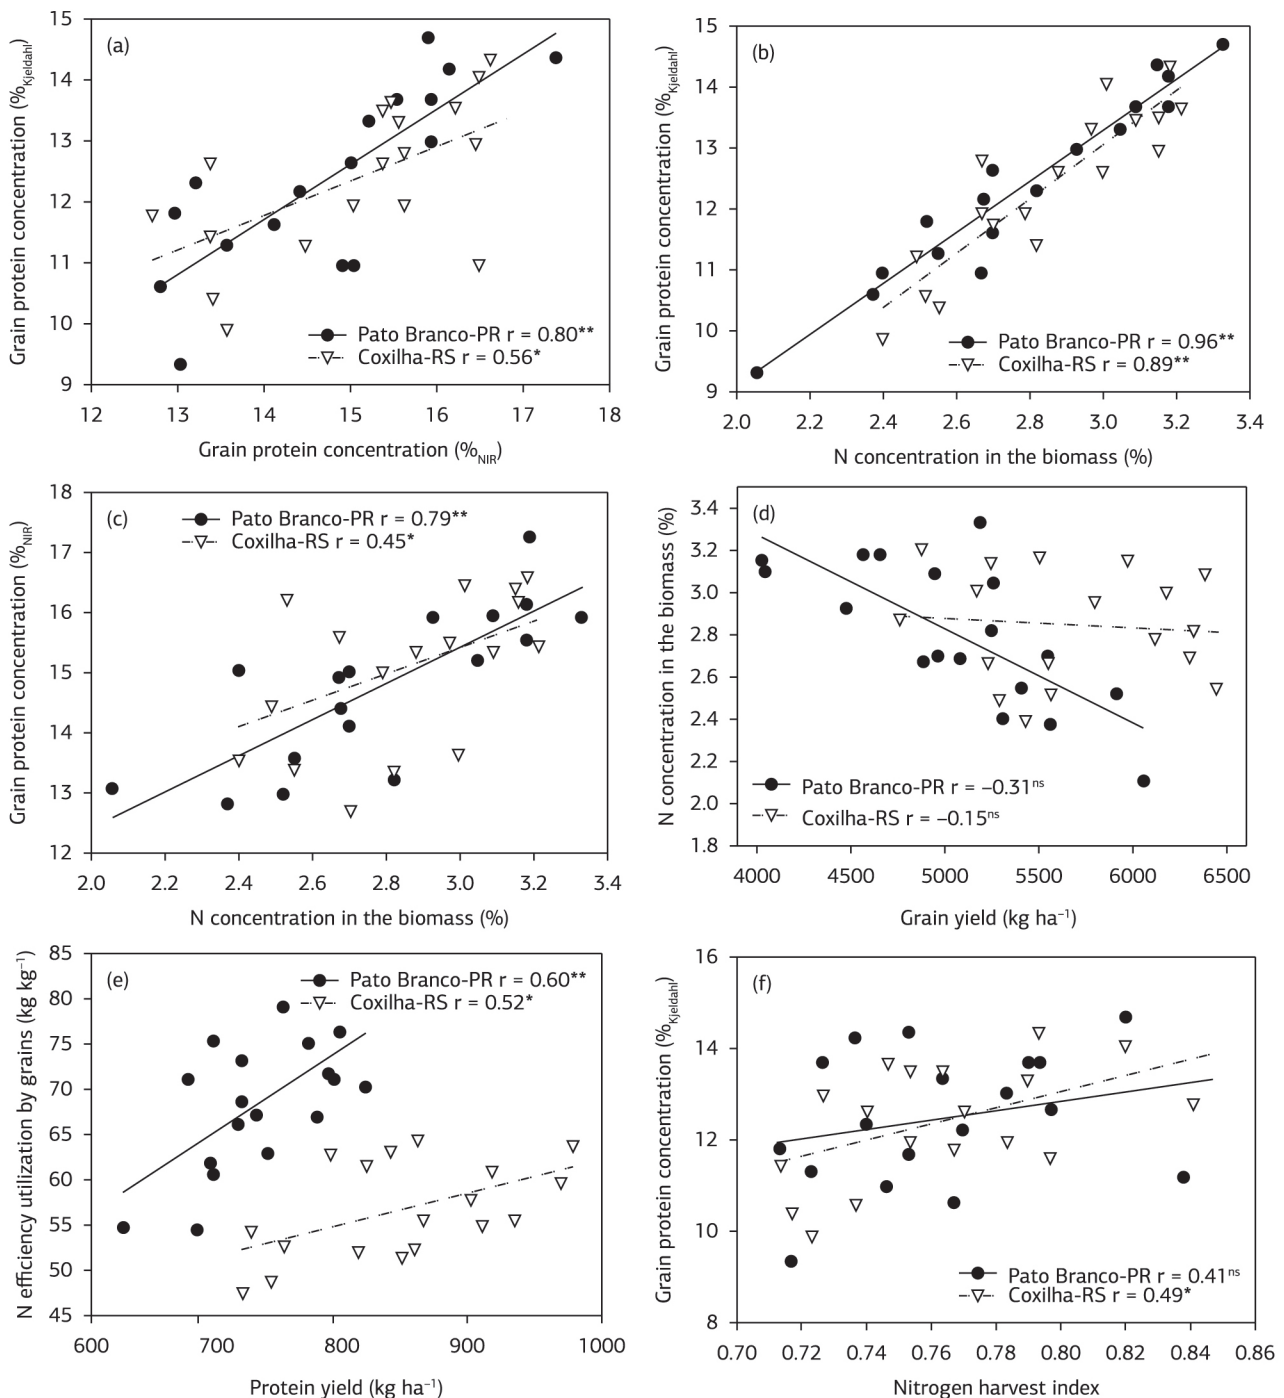 (a)
Grain protein concentration (%Kjeldahl)
15
14
13
12
11
10
9
Pato Branco-PR r = 0.80**
Coxilha-RS r = 0.56*
12 13 14 15 16 17 18
Grain protein concentration (%NIR)
(b)
Grain protein concentration (%Kjeldahl)
15
14
13
12
11
10
9
Pato Branco-PR r = 0.96**
Coxilha-RS r = 0.89**
2.0 2.4 2.6 2.8 3.0 3.2 3.4
N concentration in the biomass (%)
(c)
Grain protein concentration (%NIR)
18
17
16
15
14
13
12
Pato Branco-PR r = 0.79**
Coxilha-RS r = 0.45*
2.0 2.2 2.4 2.6 2.8 3.0 3.4
N concentration in the biomass (%)
(d)
N concentration in the biomass (%)
3.4
3.2
3.0
2.8
2.6
2.4
2.2
2.0
1.8
Pato Branco-PR r = –0.31ns
Coxilha-RS r = –0.15ns
4000 4500 5000 5500 6000 6500
Grain yield (kg ha–1)
(e)
N efficiency utilization by grains (kg kg–1)
85
80
75
70
65
60
55
50
45
Pato Branco-PR r = 0.60**
Coxilha-RS r = 0.52*
600 700 800 900 1000
Protein yield (kg ha–1)
(f)
Grain protein concentration (%Kjeldahl)
16
14
12
10
8
Pato Branco-PR r = 0.41ns
Coxilha-RS r = 0.49*
0.70 0.72 0.74 0.76 0.78 0.80 0.82 0.84 0.86
Nitrogen harvest index